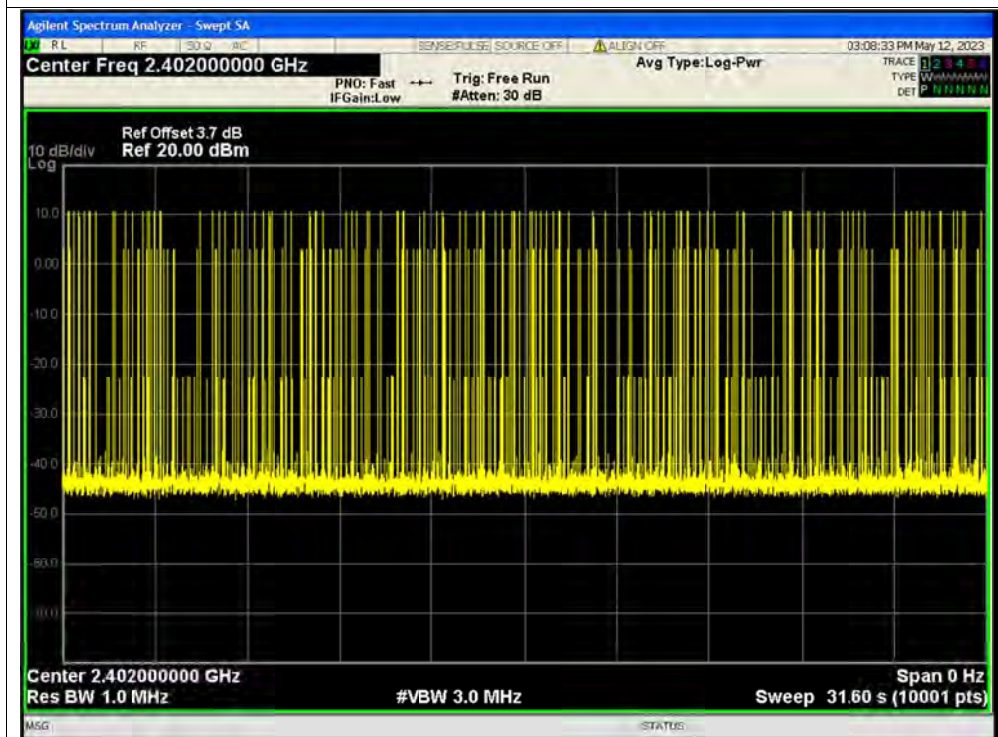 Agilent Spectrum Analyzer - Swept SA
LXI RL RF 50 Ω AC SENSE:PULSE SOURCE OFF ALIGN OFF 03:08:33 PM May 12, 2023
Center Freq 2.402000000 GHz
PNO: Fast
IFGain:Low
Trig: Free Run
#Atten: 30 dB
Avg Type:Log-Pwr
TRACE 1 2 3 4 5 6
TYPE W
DET P N N N N N
Ref Offset 3.7 dB
10 dB/div Ref 20.00 dBm
Log
10.0
0.00
-10.0
-20.0
-30.0
-40.0
-50.0
-60.0
Center 2.402000000 GHz Span 0 Hz
Res BW 1.0 MHz #VBW 3.0 MHz Sweep 31.60 s (10001 pts)
MSG STATUS